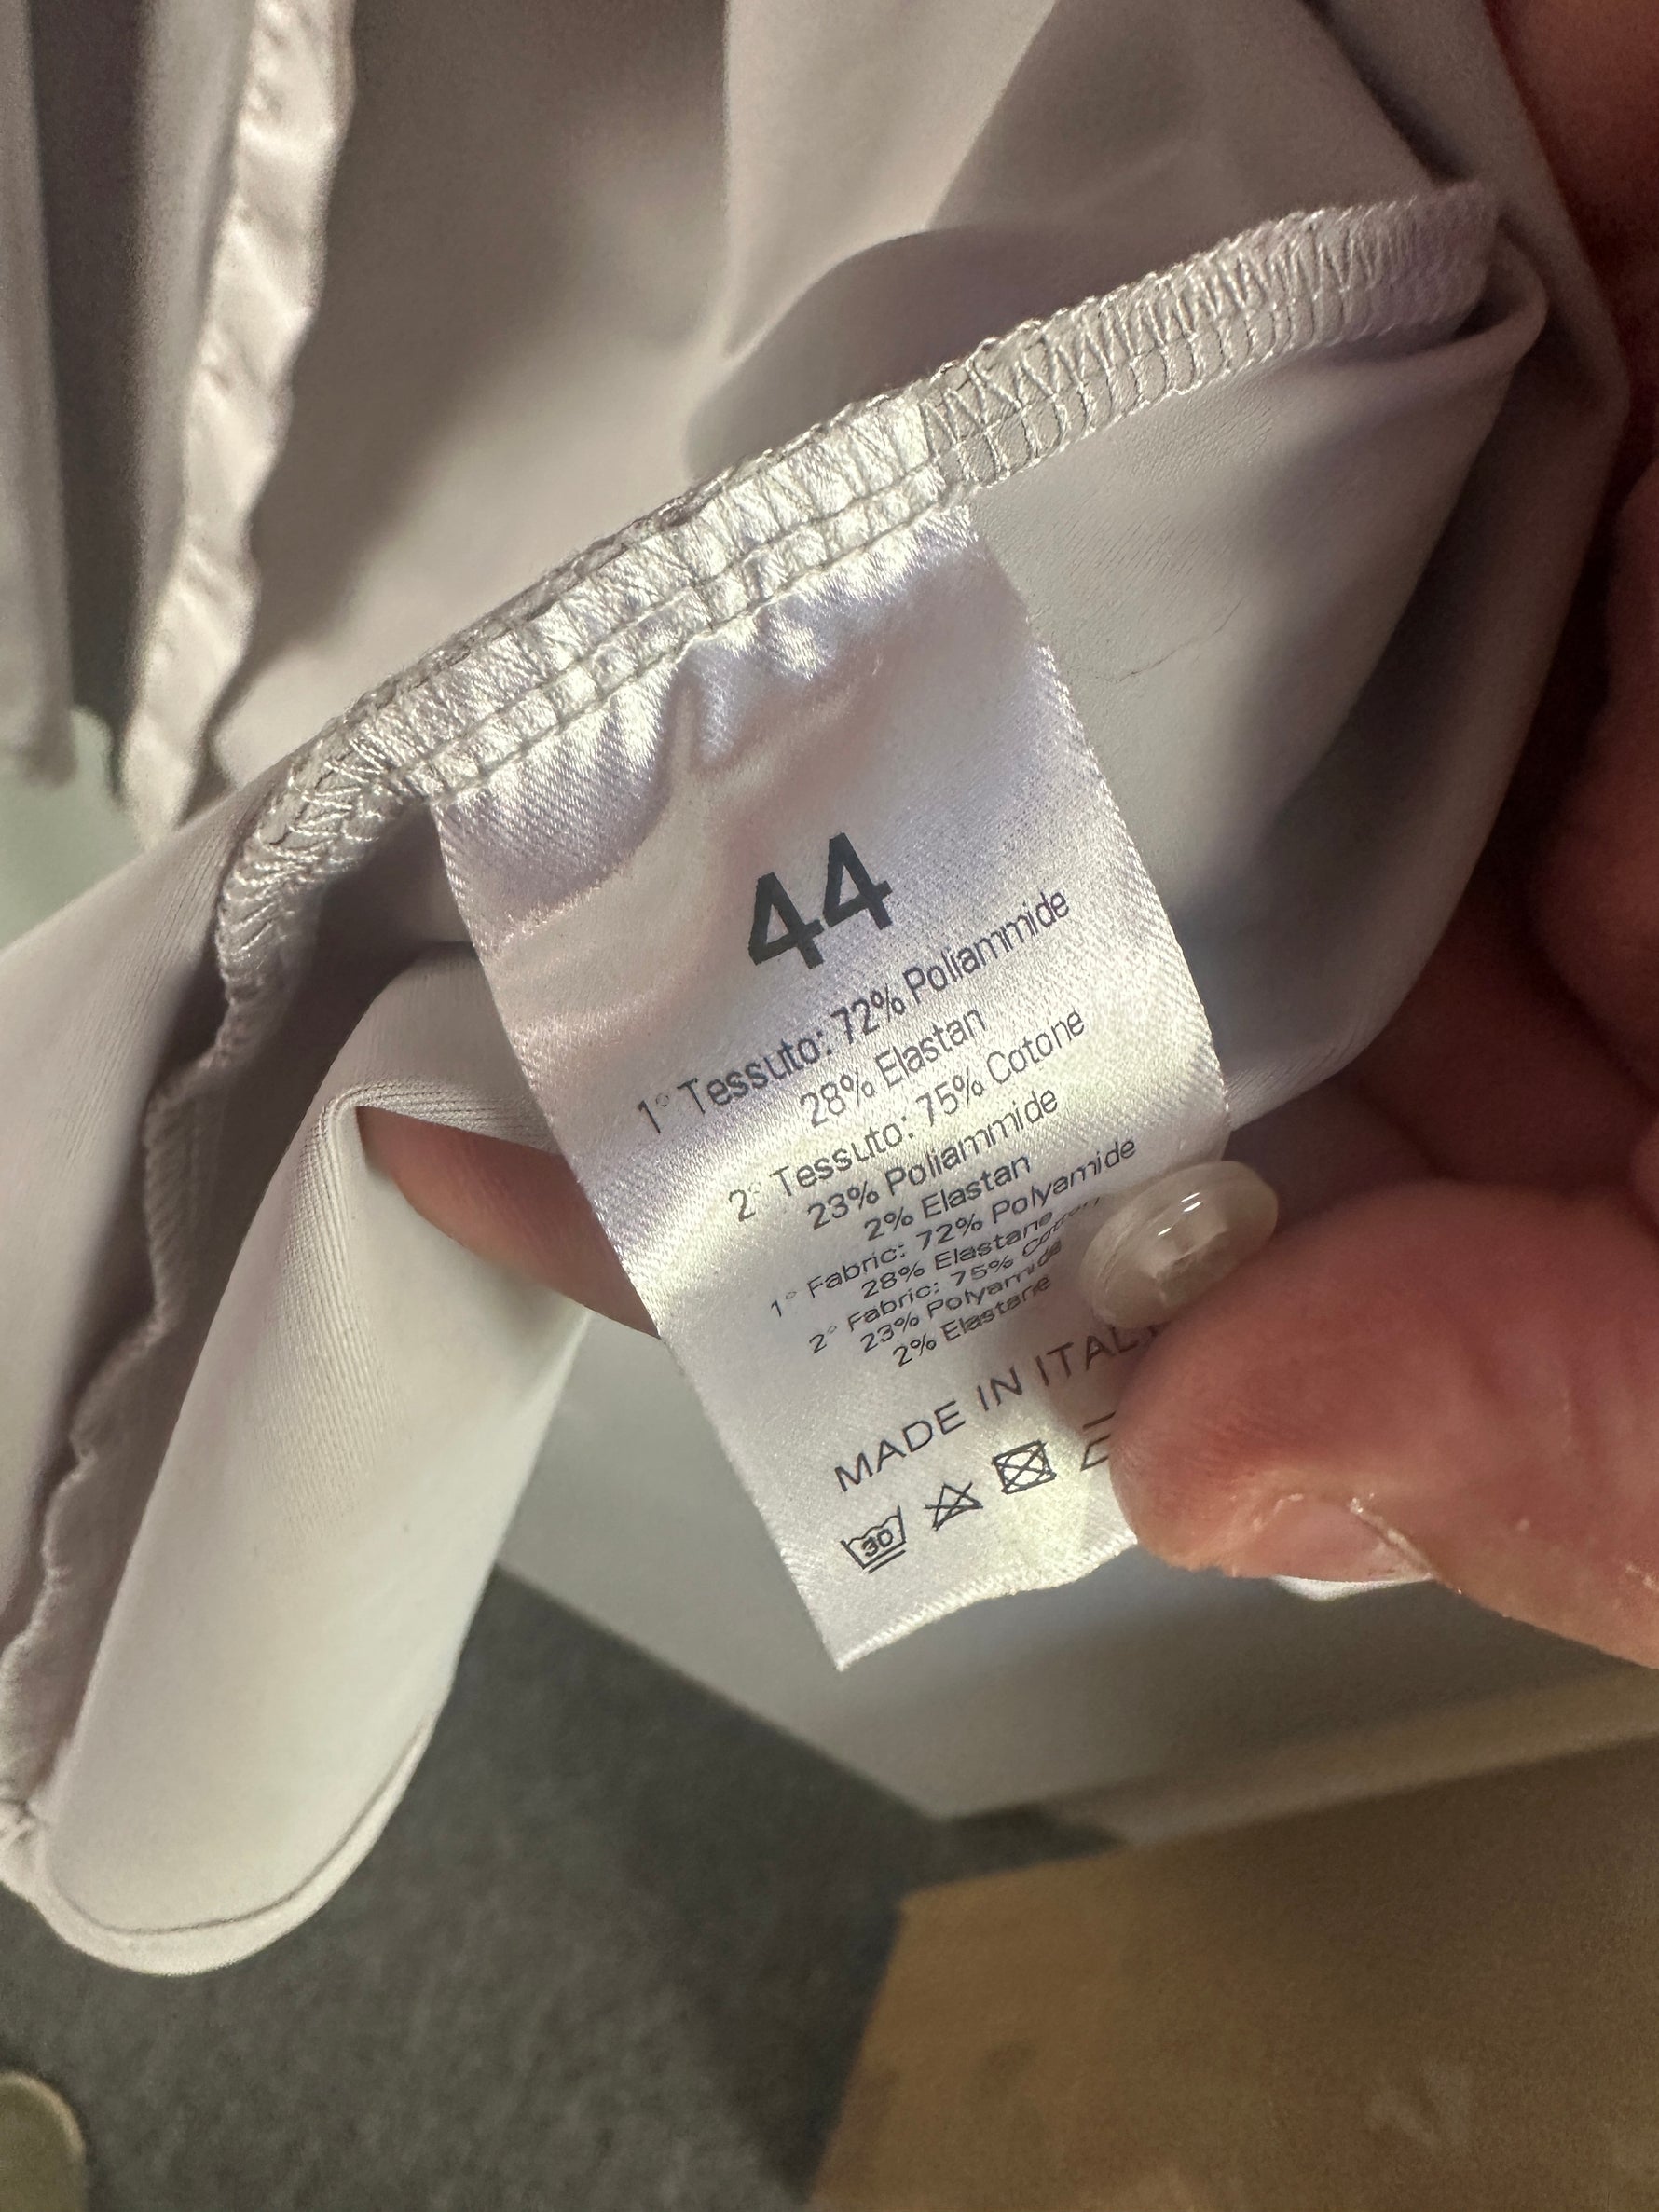 44
1° Tessuto: 72% Poliammide
28% Elastan
2° Tessuto: 75% Cotone
23% Poliammide
2% Elastan
1° Fabric: 72% Polyamide
28% Elastane
2° Fabric: 75% Cotton
23% Polyamide
2% Elastane
MADE IN ITALY
30